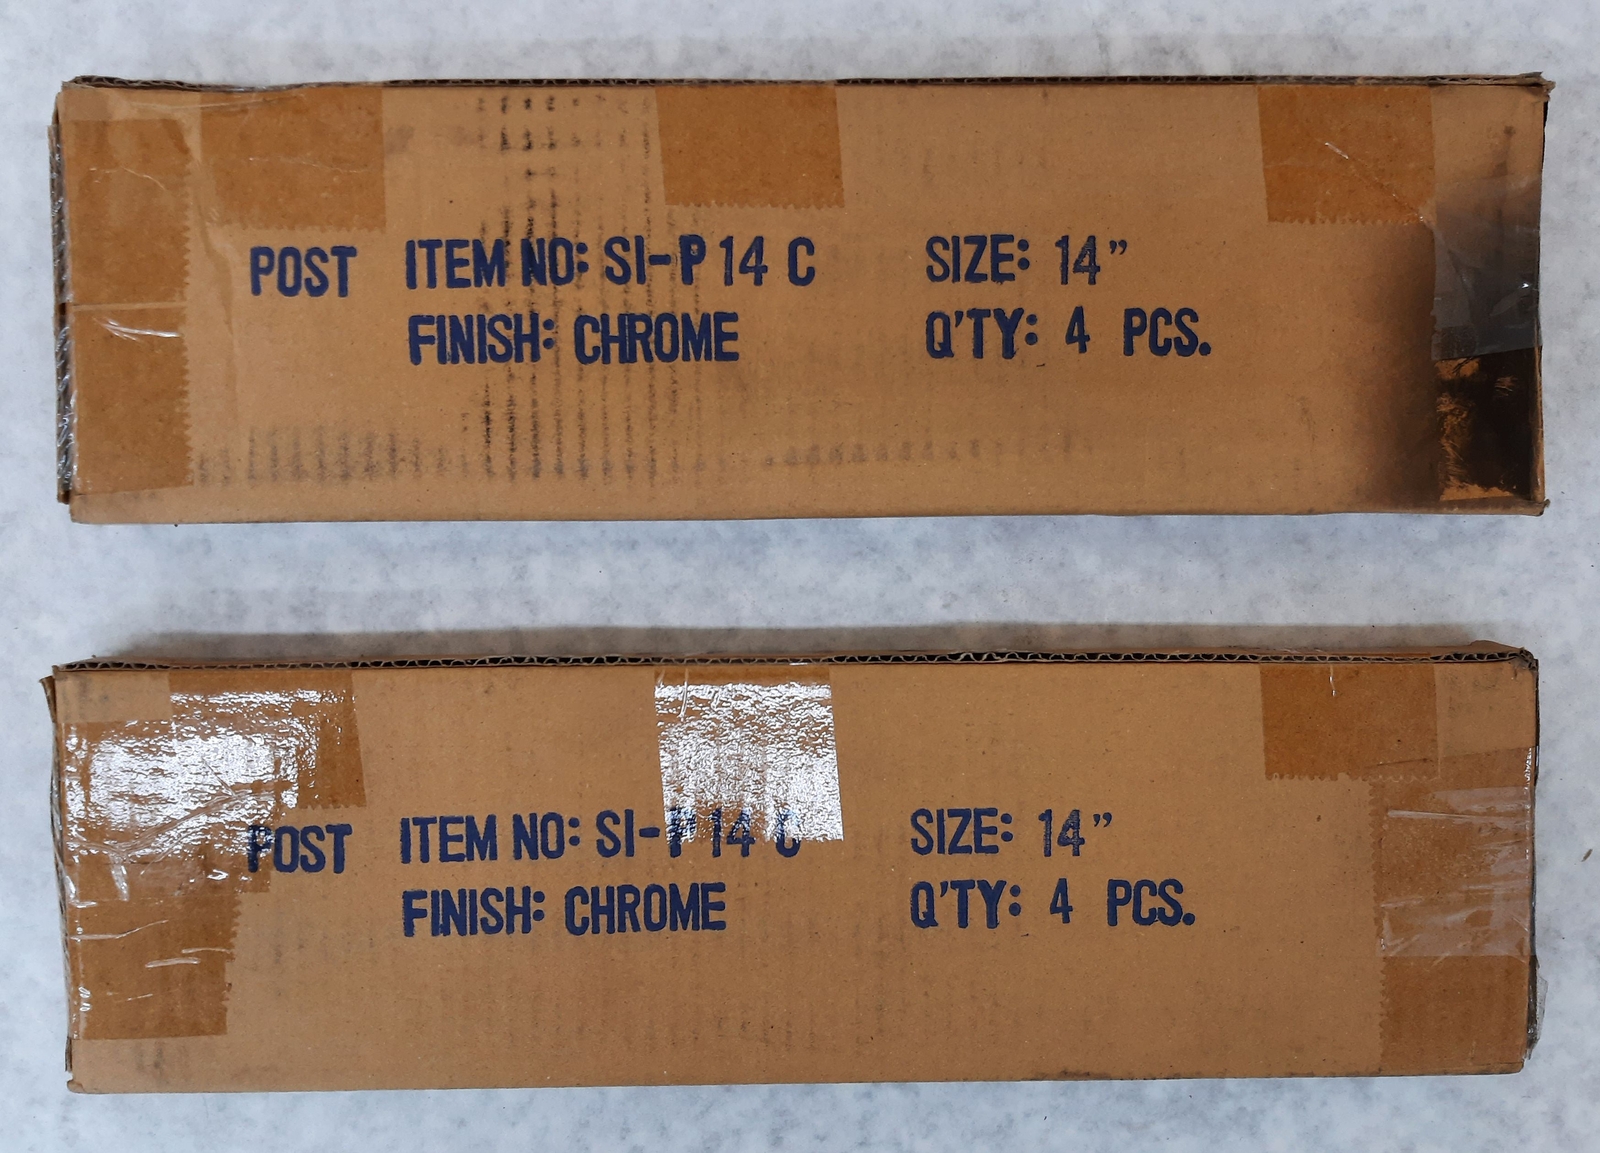 POST ITEM NO: SI-P 14 C SIZE: 14”
FINISH: CHROME Q'TY: 4 PCS.
POST ITEM NO: SI-P 14 C SIZE: 14”
FINISH: CHROME Q'TY: 4 PCS.